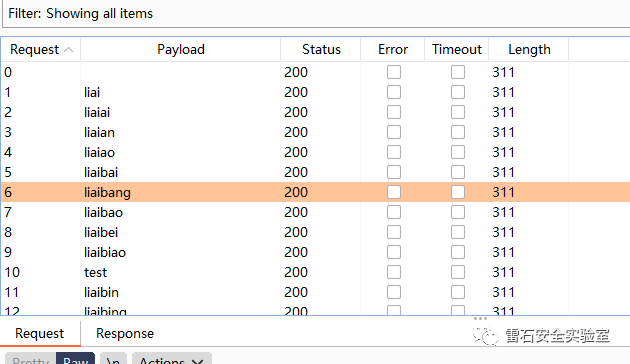 Filter: Showing all items
Request Payload Status Error Timeout Length
0 200 311
1 liai 200 311
2 liaiai 200 311
3 liaian 200 311
4 liaiao 200 311
5 liaibai 200 311
6 liaibang 200 311
7 liaibao 200 311
8 liaibei 200 311
9 liaibiao 200 311
10 test 200 311
11 liaibin 200 311
12 liaibing 200 311
雷石安全实验室
Request Response
Pretty Raw \n Actions